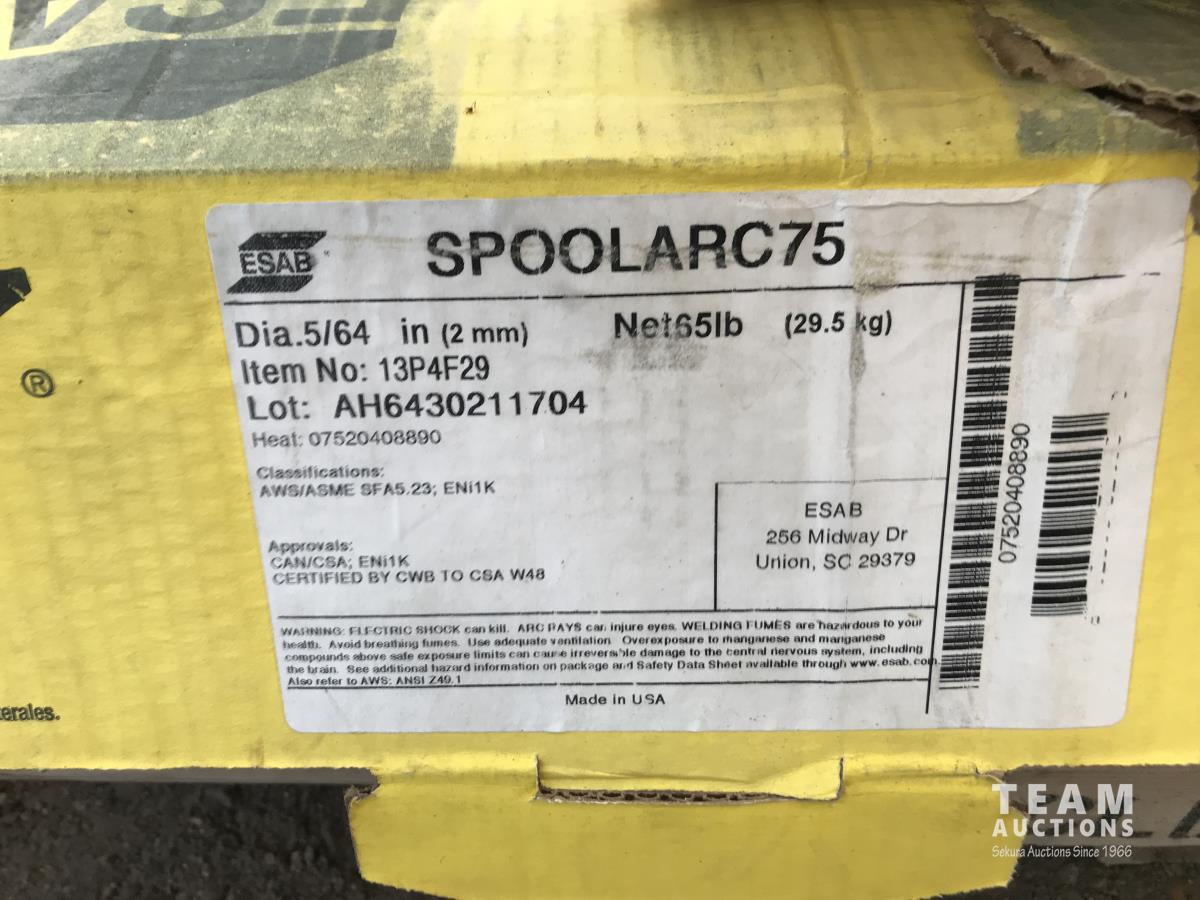 ESAB
SPOOLARC75
Dia.5/64 in (2 mm) Net65lb (29.5 kg)
Item No: 13P4F29
Lot: AH6430211704
Heat: 07520408890
Classifications:
AWS/ASME SFA5.23; ENi1K
Approvals:
CAN/CSA; ENi1K
CERTIFIED BY CWB TO CSA W48
ESAB
256 Midway Dr
Union, SC 29379
07520408890
WARNING: ELECTRIC SHOCK can kill. ARC RAYS can injure eyes. WELDING FUMES are hazardous to your
health. Avoid breathing fumes. Use adequate ventilation. Overexposure to manganese and manganese
compounds above safe exposure limits can cause irreversible damage to the central nervous system, including
the brain. See additional hazard information on package and Safety Data Sheet available through www.esab.com.
Also refer to AWS: ANSI Z49.1
Made in USA
®
erales.
TEAM
AUCTIONS
Sekura Auctions Since 1966